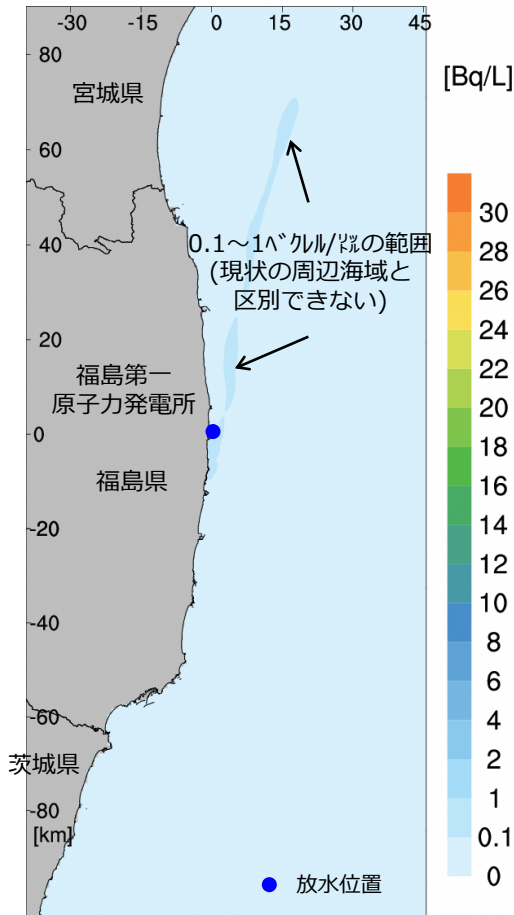 -30 -15 0 15 30 45
[Bq/L]
80
宮城県
60
40
0.1～1ﾍﾞｸﾚﾙ/㍑の範囲
(現状の周辺海域と
区別できない)
20
福島第一
原子力発電所
0
福島県
-20
-40
-60
茨城県
-80
[km]
放水位置
30
28
26
24
22
20
18
16
14
12
10
8
6
4
2
1
0.1
0